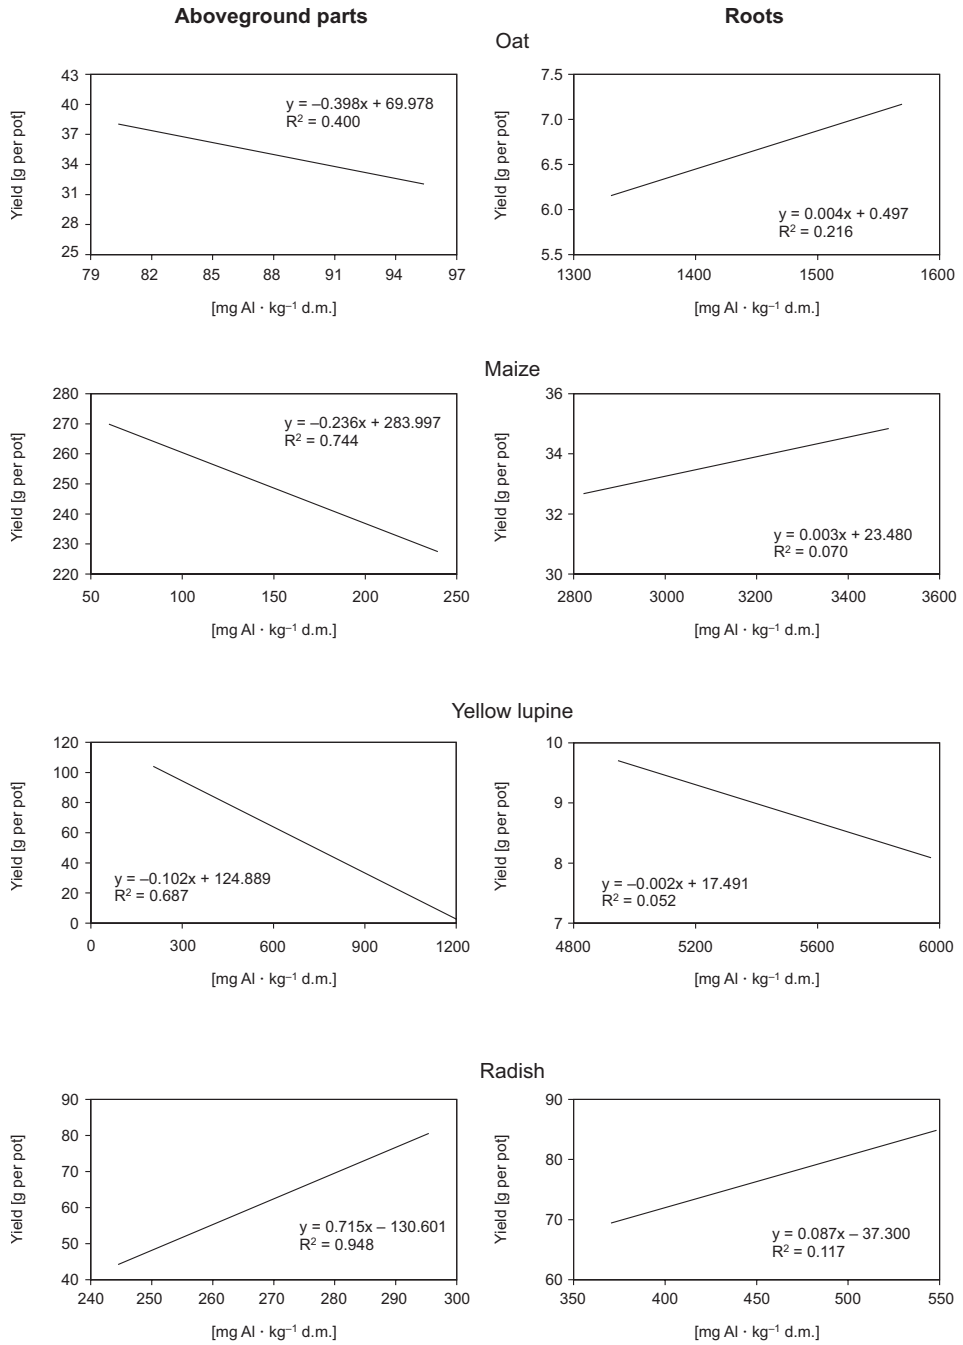 Aboveground parts
Roots
Oat
Yield [g per pot]
43
40
37
34
31
28
25
y = –0.398x + 69.978
R² = 0.400
79 82 85 88 91 94 97
[mg Al · kg⁻¹ d.m.]
Yield [g per pot]
7.5
7.0
6.5
6.0
5.5
y = 0.004x + 0.497
R² = 0.216
1300 1400 1500 1600
[mg Al · kg⁻¹ d.m.]
Maize
Yield [g per pot]
280
270
260
250
240
230
220
y = –0.236x + 283.997
R² = 0.744
50 100 150 200 250
[mg Al · kg⁻¹ d.m.]
Yield [g per pot]
36
34
32
30
y = 0.003x + 23.480
R² = 0.070
2800 3000 3200 3400 3600
[mg Al · kg⁻¹ d.m.]
Yellow lupine
Yield [g per pot]
120
100
80
60
40
20
0
y = –0.102x + 124.889
R² = 0.687
0 300 600 900 1200
[mg Al · kg⁻¹ d.m.]
Yield [g per pot]
10
9
8
7
y = –0.002x + 17.491
R² = 0.052
4800 5200 5600 6000
[mg Al · kg⁻¹ d.m.]
Radish
Yield [g per pot]
90
80
70
60
50
40
y = 0.715x – 130.601
R² = 0.948
240 250 260 270 280 290 300
[mg Al · kg⁻¹ d.m.]
Yield [g per pot]
90
80
70
60
y = 0.087x – 37.300
R² = 0.117
350 400 450 500 550
[mg Al · kg⁻¹ d.m.]